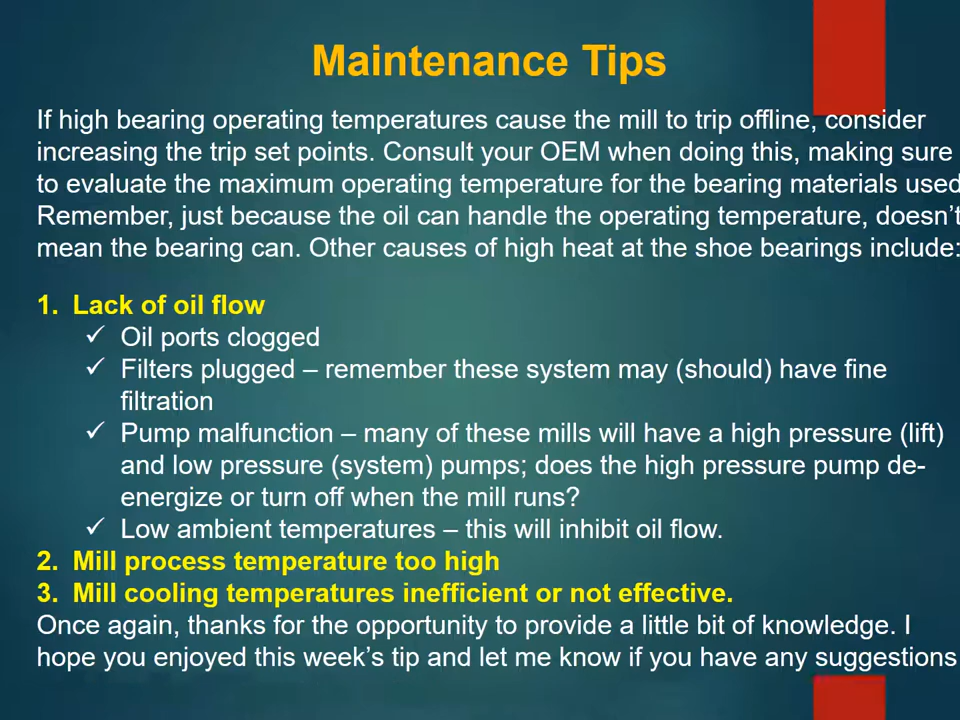 Maintenance Tips
If high bearing operating temperatures cause the mill to trip offline, consider
increasing the trip set points. Consult your OEM when doing this, making sure
to evaluate the maximum operating temperature for the bearing materials used
Remember, just because the oil can handle the operating temperature, doesn't
mean the bearing can. Other causes of high heat at the shoe bearings include:
1. Lack of oil flow
✓ Oil ports clogged
✓ Filters plugged – remember these system may (should) have fine
filtration
✓ Pump malfunction – many of these mills will have a high pressure (lift)
and low pressure (system) pumps; does the high pressure pump de-
energize or turn off when the mill runs?
✓ Low ambient temperatures – this will inhibit oil flow.
2. Mill process temperature too high
3. Mill cooling temperatures inefficient or not effective.
Once again, thanks for the opportunity to provide a little bit of knowledge. I
hope you enjoyed this week's tip and let me know if you have any suggestions